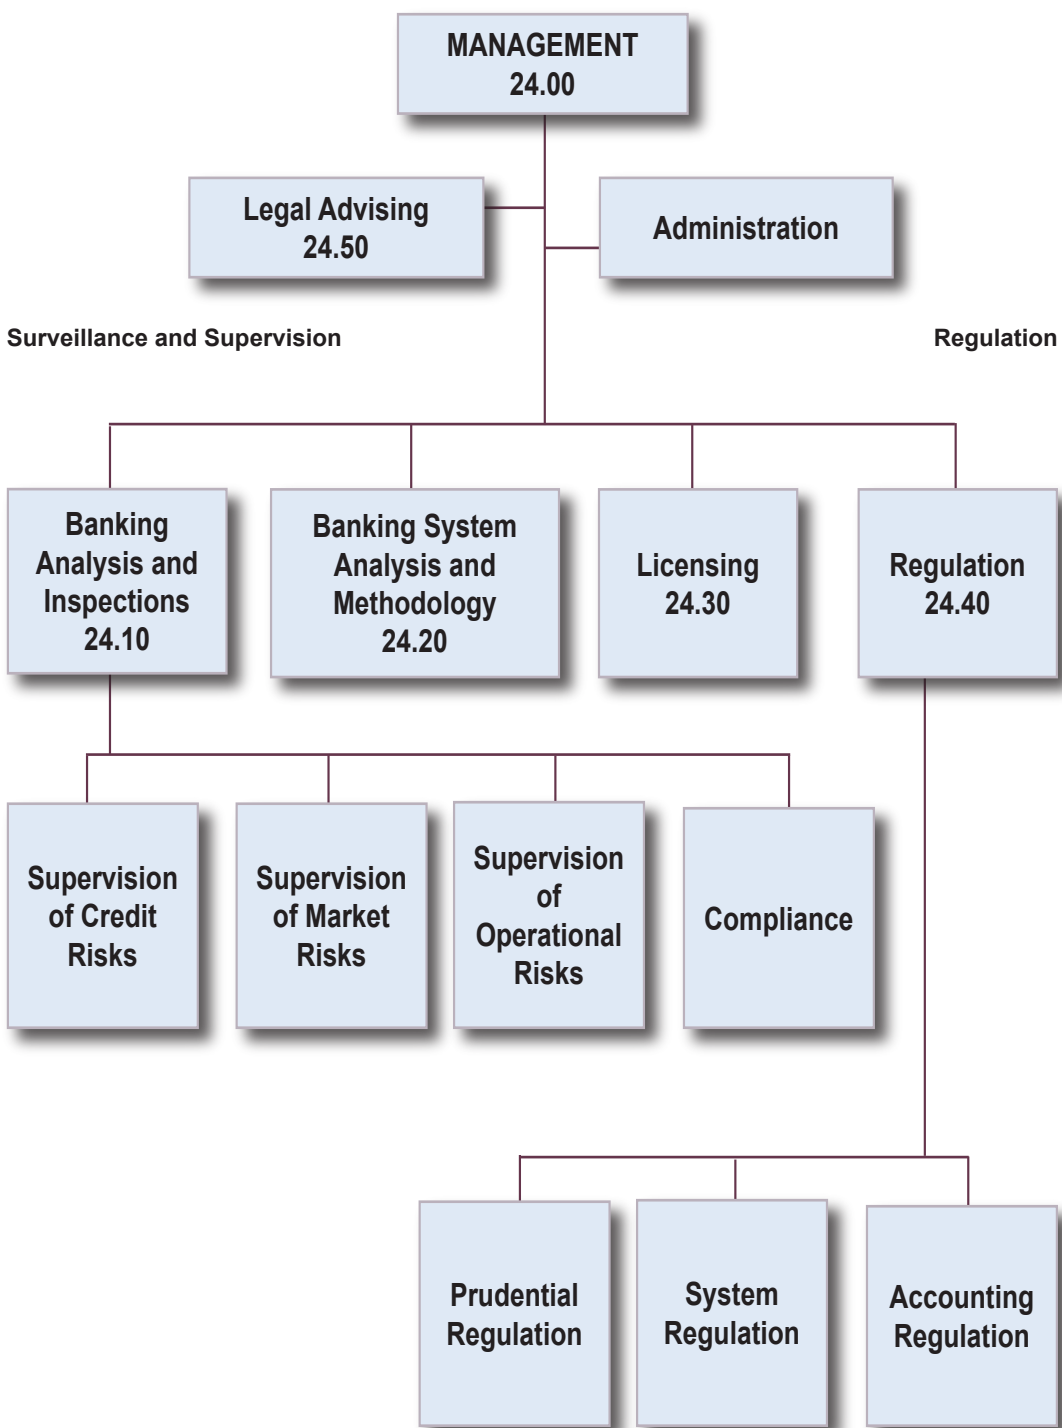 MANAGEMENT
24.00
Legal Advising
24.50
Administration
Surveillance and Supervision
Regulation
Banking
Analysis and
Inspections
24.10
Banking System
Analysis and
Methodology
24.20
Licensing
24.30
Regulation
24.40
Supervision
of Credit
Risks
Supervision
of Market
Risks
Supervision
of
Operational
Risks
Compliance
Prudential
Regulation
System
Regulation
Accounting
Regulation